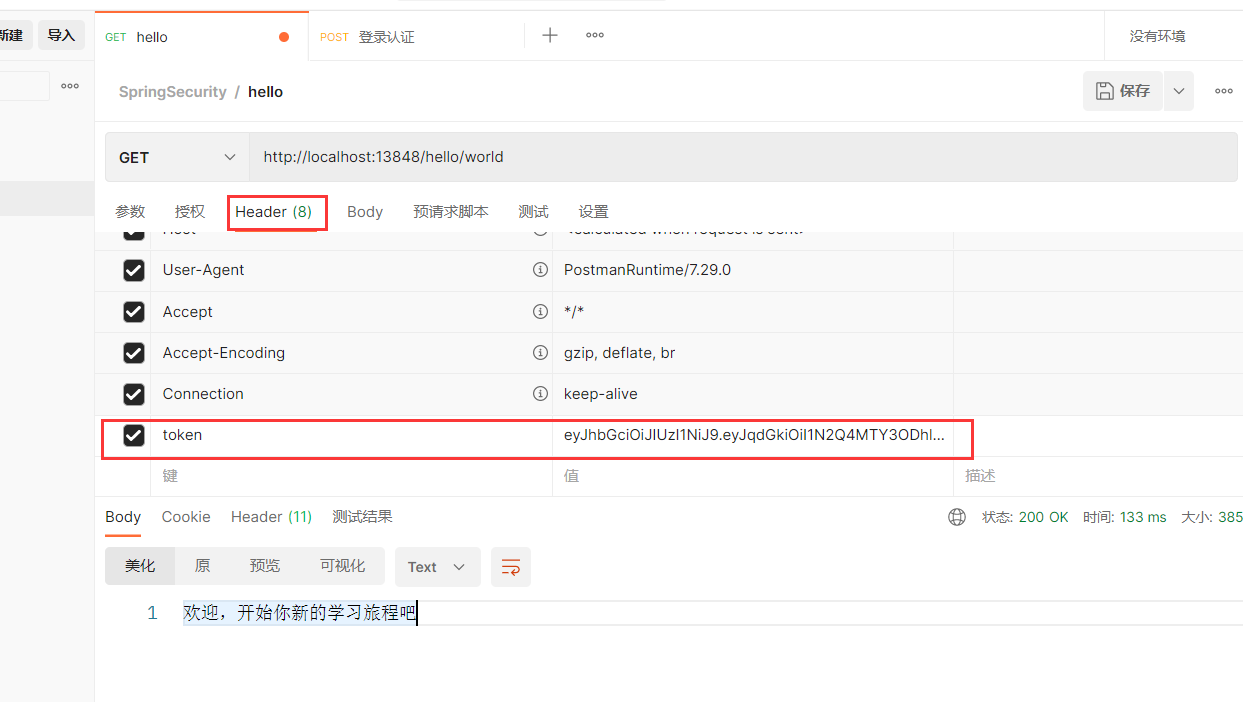 新建 导入 GET hello POST 登录认证 没有环境
SpringSecurity / hello 保存
GET http://localhost:13848/hello/world
参数 授权 Header (8) Body 预请求脚本 测试 设置
Host <calculated when request is sent>
User-Agent PostmanRuntime/7.29.0
Accept */*
Accept-Encoding gzip, deflate, br
Connection keep-alive
token eyJhbGciOiJIUzI1NiJ9.eyJqdGkiOiI1N2Q4MTY3ODhl...
键 值 描述
Body Cookie Header (11) 测试结果 状态: 200 OK 时间: 133 ms 大小: 385
美化 原 预览 可视化 Text
1 欢迎，开始你新的学习旅程吧